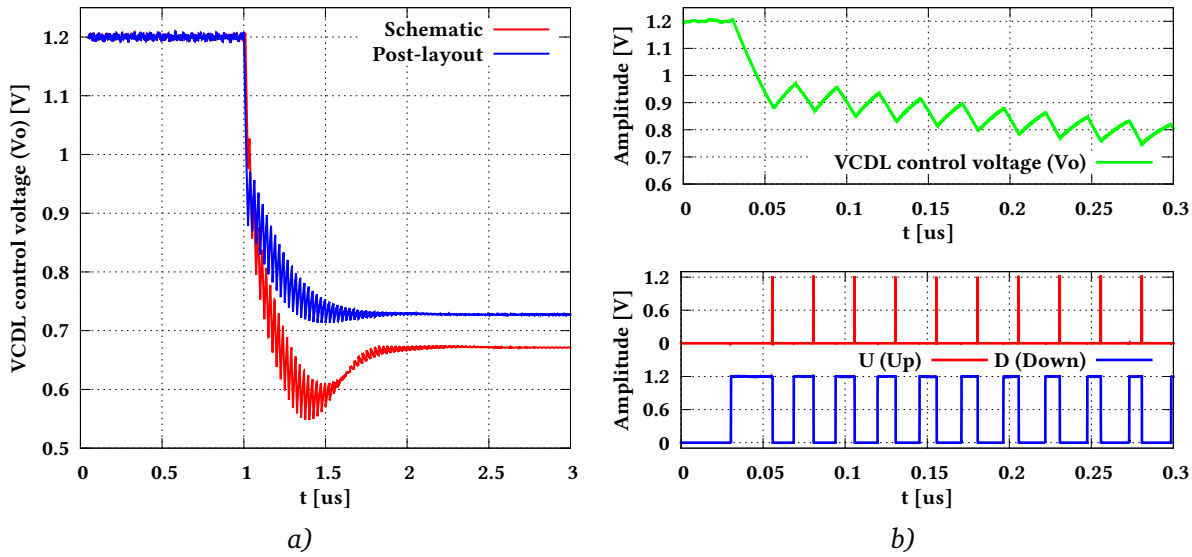 VCDL control voltage (Vo) [V]
1.2
1.1
1
0.9
0.8
0.7
0.6
0.5
Schematic
Post-layout
0 0.5 1 1.5 2 2.5 3
t [us]
a)
Amplitude [V]
1.2
1.1
1
0.9
0.8
0.7
0.6
VCDL control voltage (Vo)
0 0.05 0.1 0.15 0.2 0.25 0.3
t [us]
Amplitude [V]
1.2
0.6
0
U (Up) D (Down)
Amplitude [V]
1.2
0.6
0
0 0.05 0.1 0.15 0.2 0.25 0.3
t [us]
b)